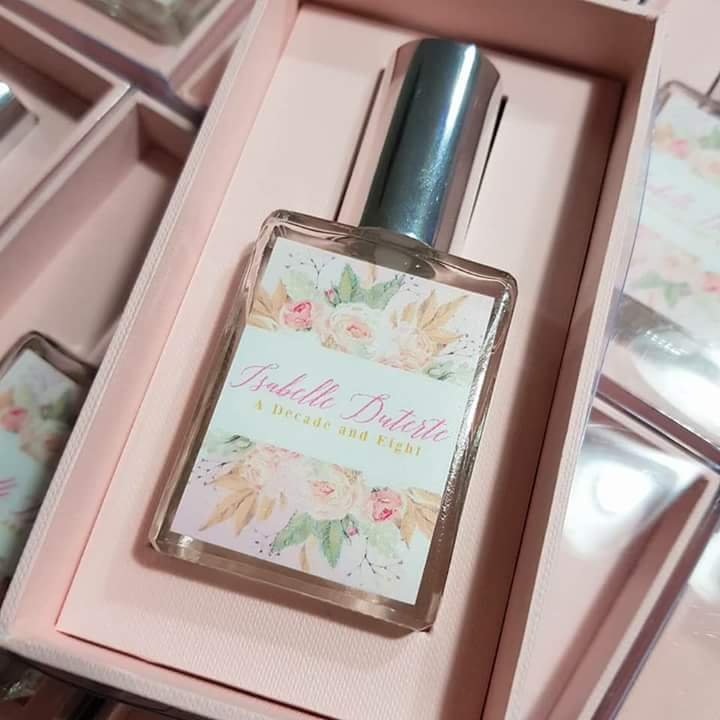 Isabelle Duterte
A Decade and Eight